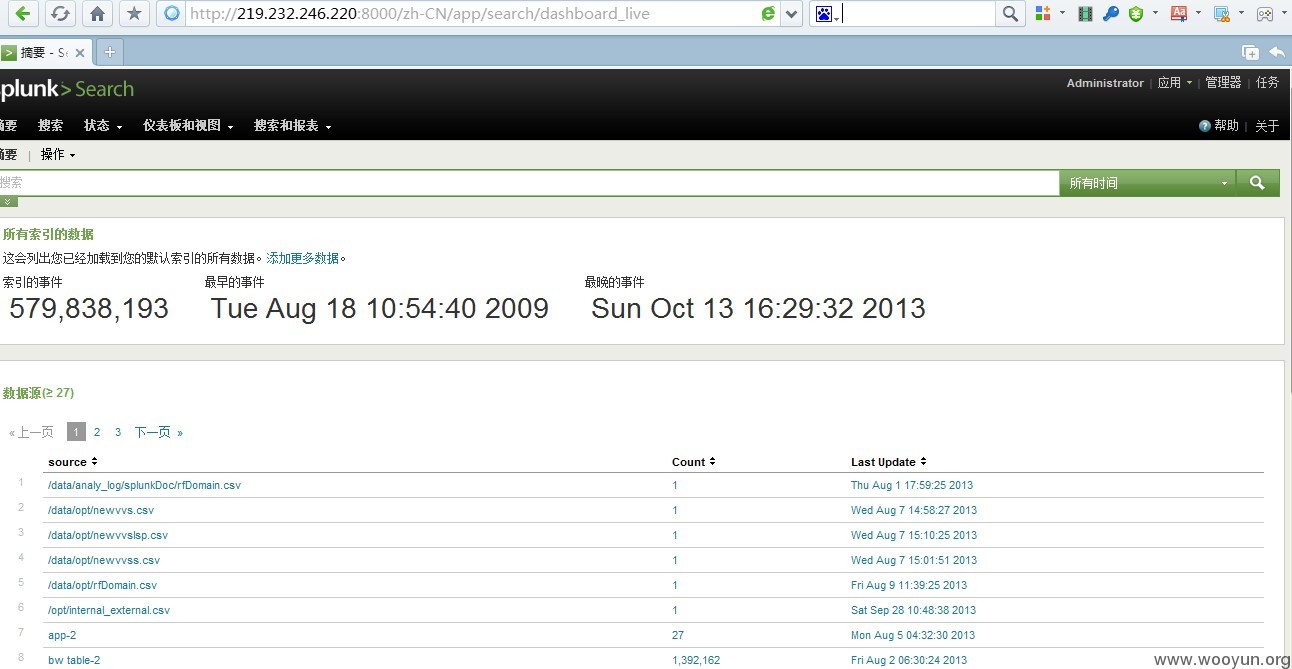 http://219.232.246.220:8000/zh-CN/app/search/dashboard_live
摘要 - Se
splunk> Search
Administrator | 应用 | 管理器 | 任务
摘要 搜索 状态 仪表板和视图 搜索和报表
帮助 | 关于
摘要 | 操作
搜索
所有时间
所有索引的数据
这会列出您已经加载到您的默认索引的所有数据。添加更多数据。
索引的事件 最早的事件 最晚的事件
579,838,193 Tue Aug 18 10:54:40 2009 Sun Oct 13 16:29:32 2013
数据源(≥ 27)
«上一页 1 2 3 下一页 »
source Count Last Update
1 /data/analy_log/splunkDoc/rfDomain.csv 1 Thu Aug 1 17:59:25 2013
2 /data/opt/newvvs.csv 1 Wed Aug 7 14:58:27 2013
3 /data/opt/newvvslsp.csv 1 Wed Aug 7 15:10:25 2013
4 /data/opt/newvvss.csv 1 Wed Aug 7 15:01:51 2013
5 /data/opt/rfDomain.csv 1 Fri Aug 9 11:39:25 2013
6 /opt/internal_external.csv 1 Sat Sep 28 10:48:38 2013
7 app-2 27 Mon Aug 5 04:32:30 2013
8 bw table-2 1,392,162 Fri Aug 2 06:30:24 2013
www.wooyun.org